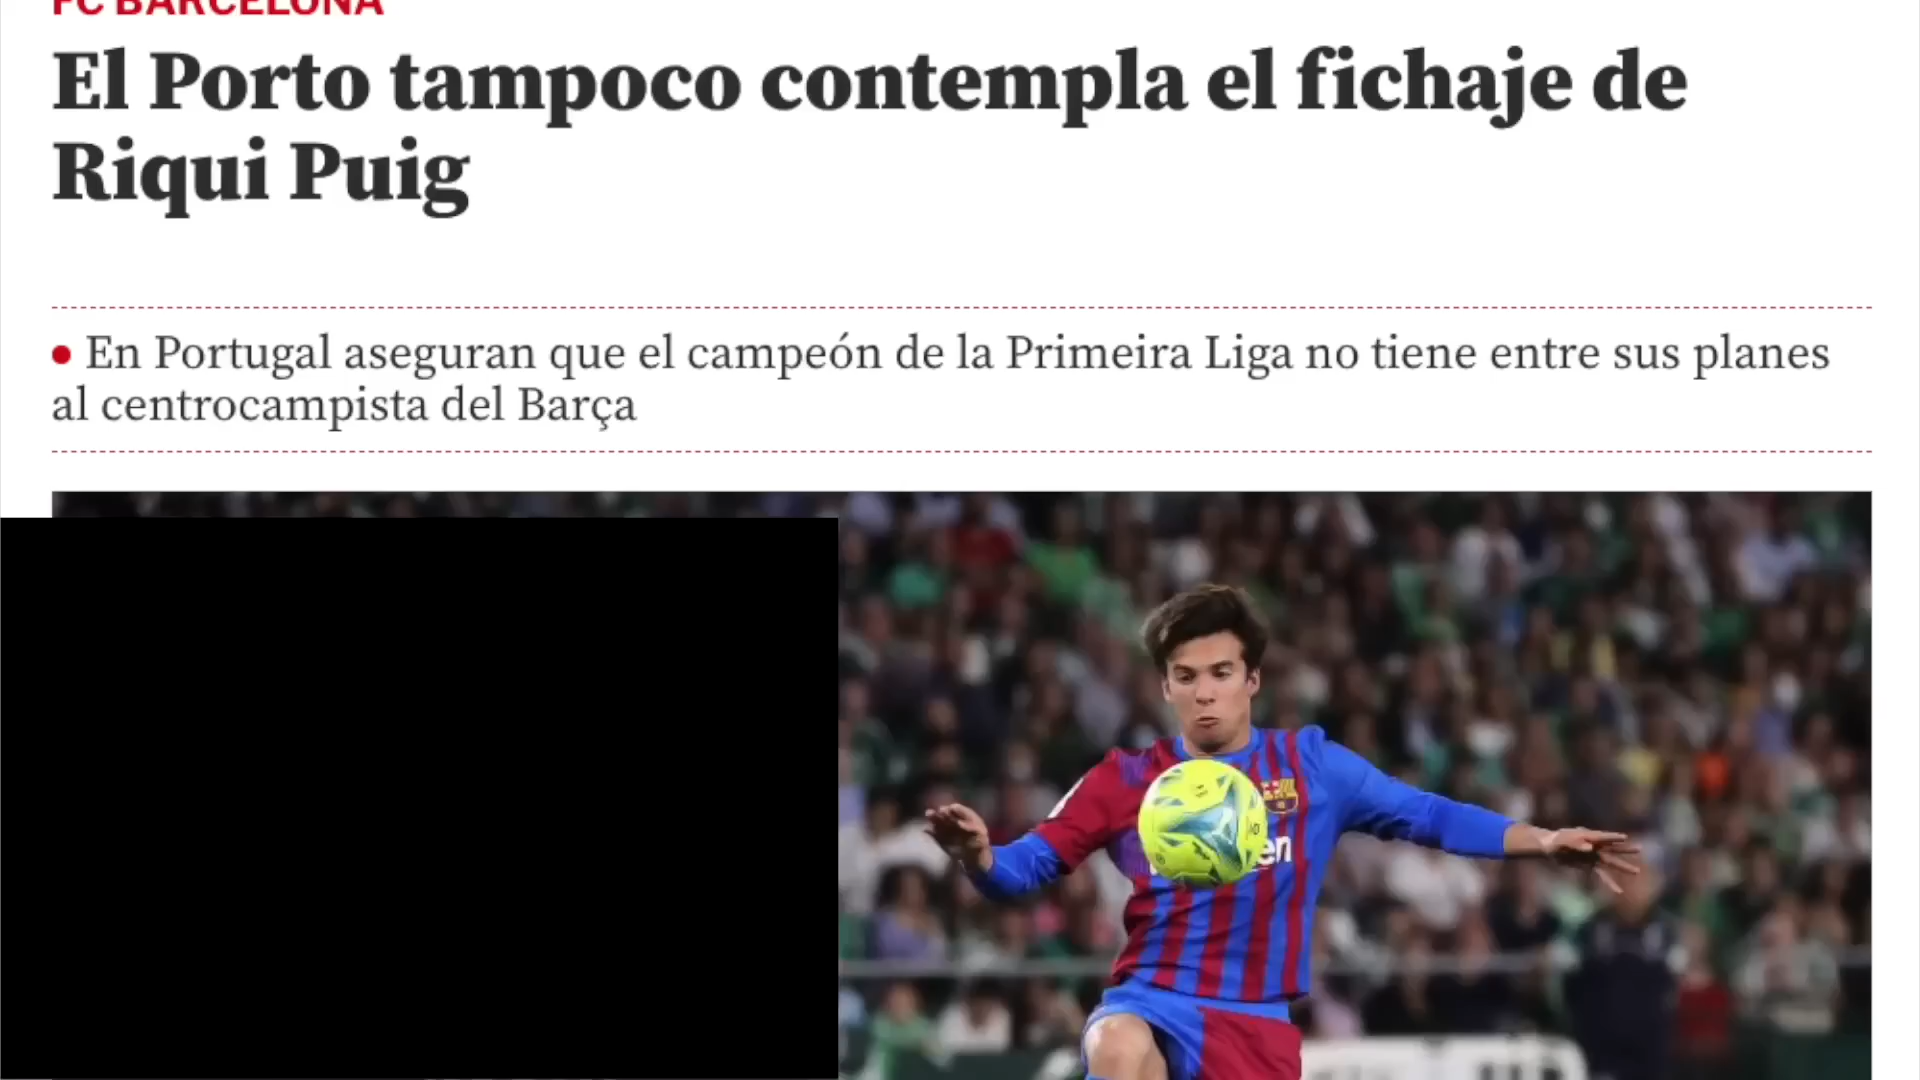 FC BARCELONA
El Porto tampoco contempla el fichaje de
Riqui Puig
En Portugal aseguran que el campeón de la Primeira Liga no tiene entre sus planes
al centrocampista del Barça
en